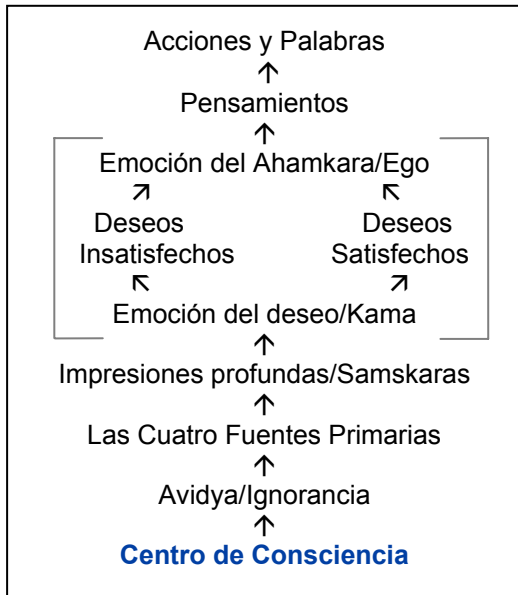 Acciones y Palabras
↑
Pensamientos
↑
Emoción del Ahamkara/Ego
↗ ↖
Deseos Deseos
Insatisfechos Satisfechos
↖ ↗
Emoción del deseo/Kama
↑
Impresiones profundas/Samskaras
↑
Las Cuatro Fuentes Primarias
↑
Avidya/Ignorancia
↑
Centro de Consciencia